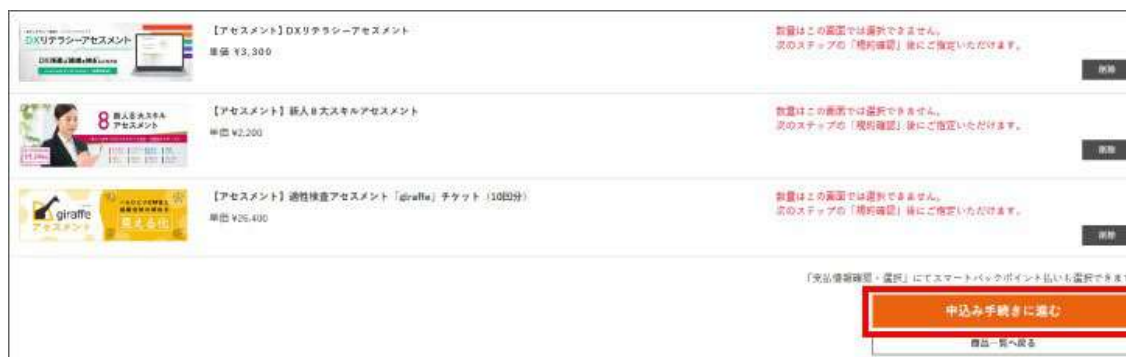 DXリテラシーアセスメント
【アセスメント】DXリテラシーアセスメント
単価 ¥3,300
数量はこの画面では選択できません。
次のステップの「規約確認」後にご指定いただけます。
削除
8 新人8大スキル
アセスメント
【アセスメント】新人8大スキルアセスメント
単価 ¥2,200
数量はこの画面では選択できません。
次のステップの「規約確認」後にご指定いただけます。
削除
giraffe
アセスメント
見える化
【アセスメント】適性検査アセスメント「giraffe」チケット（10回分）
単価 ¥26,400
数量はこの画面では選択できません。
次のステップの「規約確認」後にご指定いただけます。
削除
「支払情報確認・選択」にてスマートパックポイント払いも選択できます
申込み手続きに進む
商品一覧へ戻る